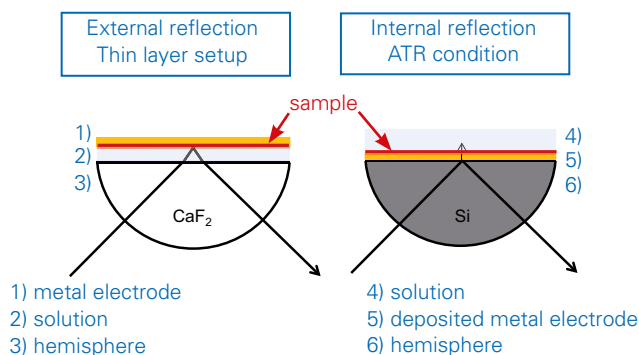 External reflection
Thin layer setup
Internal reflection
ATR condition
sample
1)
2)
3)
4)
5)
6)
CaF₂
Si
1) metal electrode
2) solution
3) hemisphere
4) solution
5) deposited metal electrode
6) hemisphere